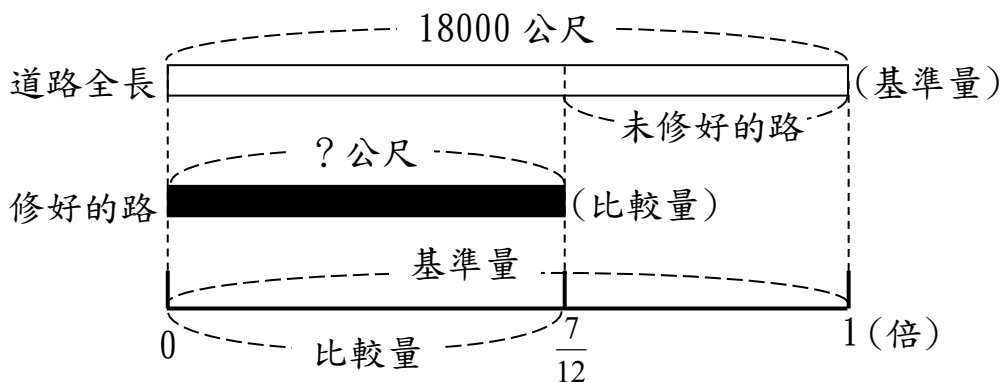 18000 公尺
道路全長 (基準量)
未修好的路
? 公尺
修好的路 (比較量)
基準量
0 7/12 1 (倍)
比較量